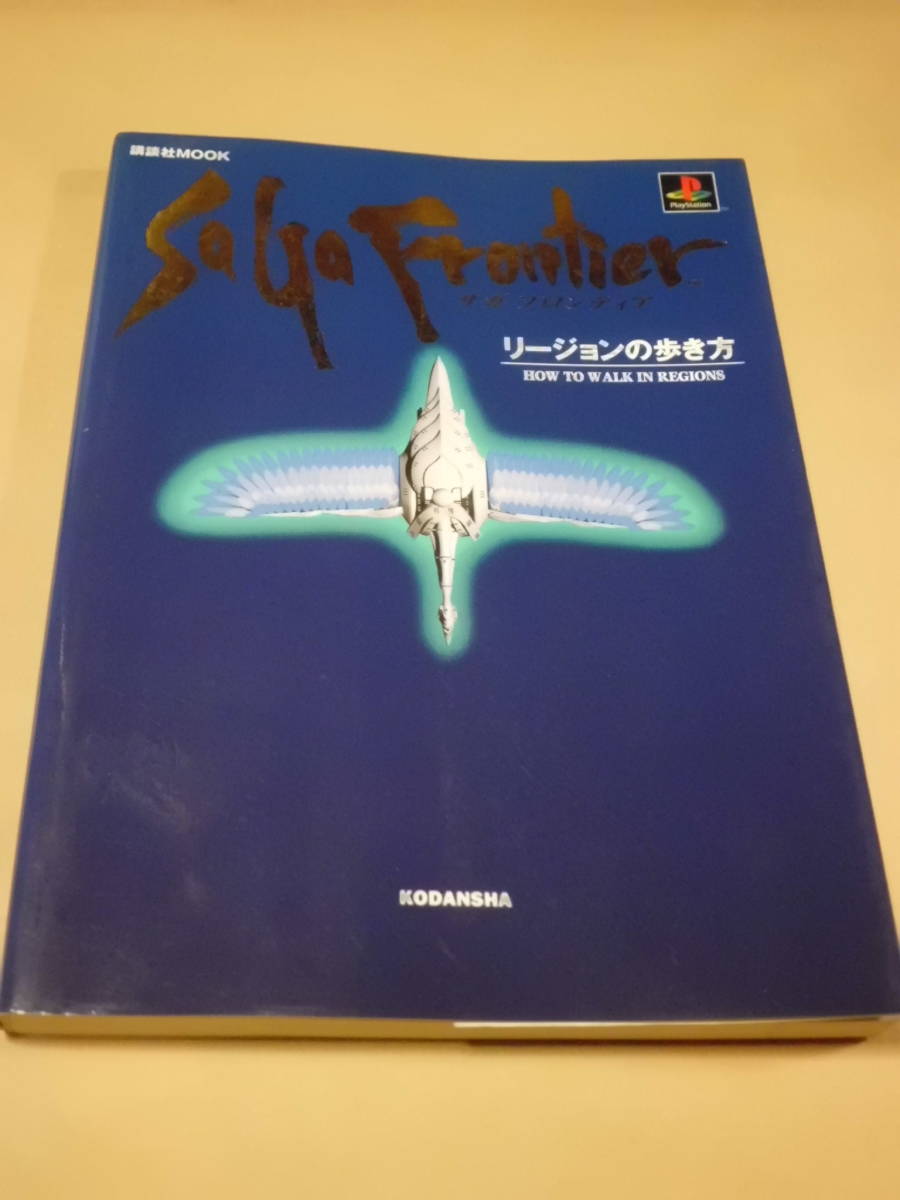 講談社MOOK
PlayStation
SaGa Frontier™
サガ フロンティア
リージョンの歩き方
HOW TO WALK IN REGIONS
KODANSHA